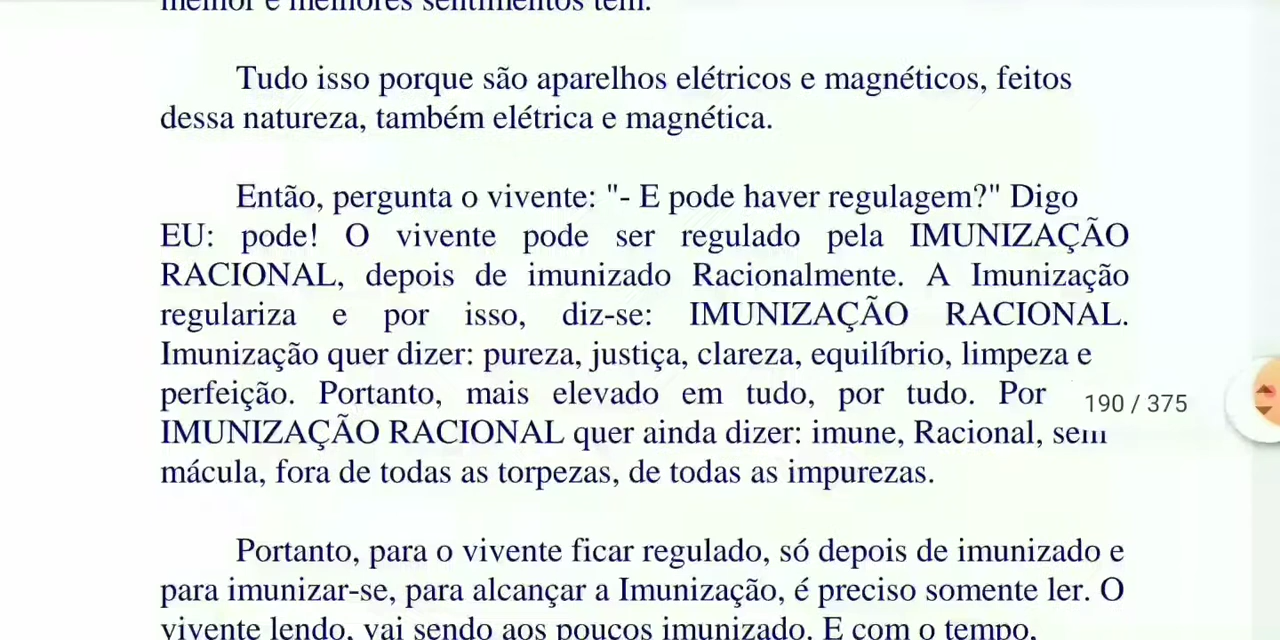 melhor e melhores sentimentos tem.
Tudo isso porque são aparelhos elétricos e magnéticos, feitos
dessa natureza, também elétrica e magnética.
Então, pergunta o vivente: "- E pode haver regulagem?" Digo
EU: pode! O vivente pode ser regulado pela IMUNIZAÇÃO
RACIONAL, depois de imunizado Racionalmente. A Imunização
regulariza e por isso, diz-se: IMUNIZAÇÃO RACIONAL.
Imunização quer dizer: pureza, justiça, clareza, equilíbrio, limpeza e
perfeição. Portanto, mais elevado em tudo, por tudo. Por
190 / 375
IMUNIZAÇÃO RACIONAL quer ainda dizer: imune, Racional, sem
mácula, fora de todas as torpezas, de todas as impurezas.
Portanto, para o vivente ficar regulado, só depois de imunizado e
para imunizar-se, para alcançar a Imunização, é preciso somente ler. O
vivente lendo, vai sendo aos poucos imunizado. E com o tempo,